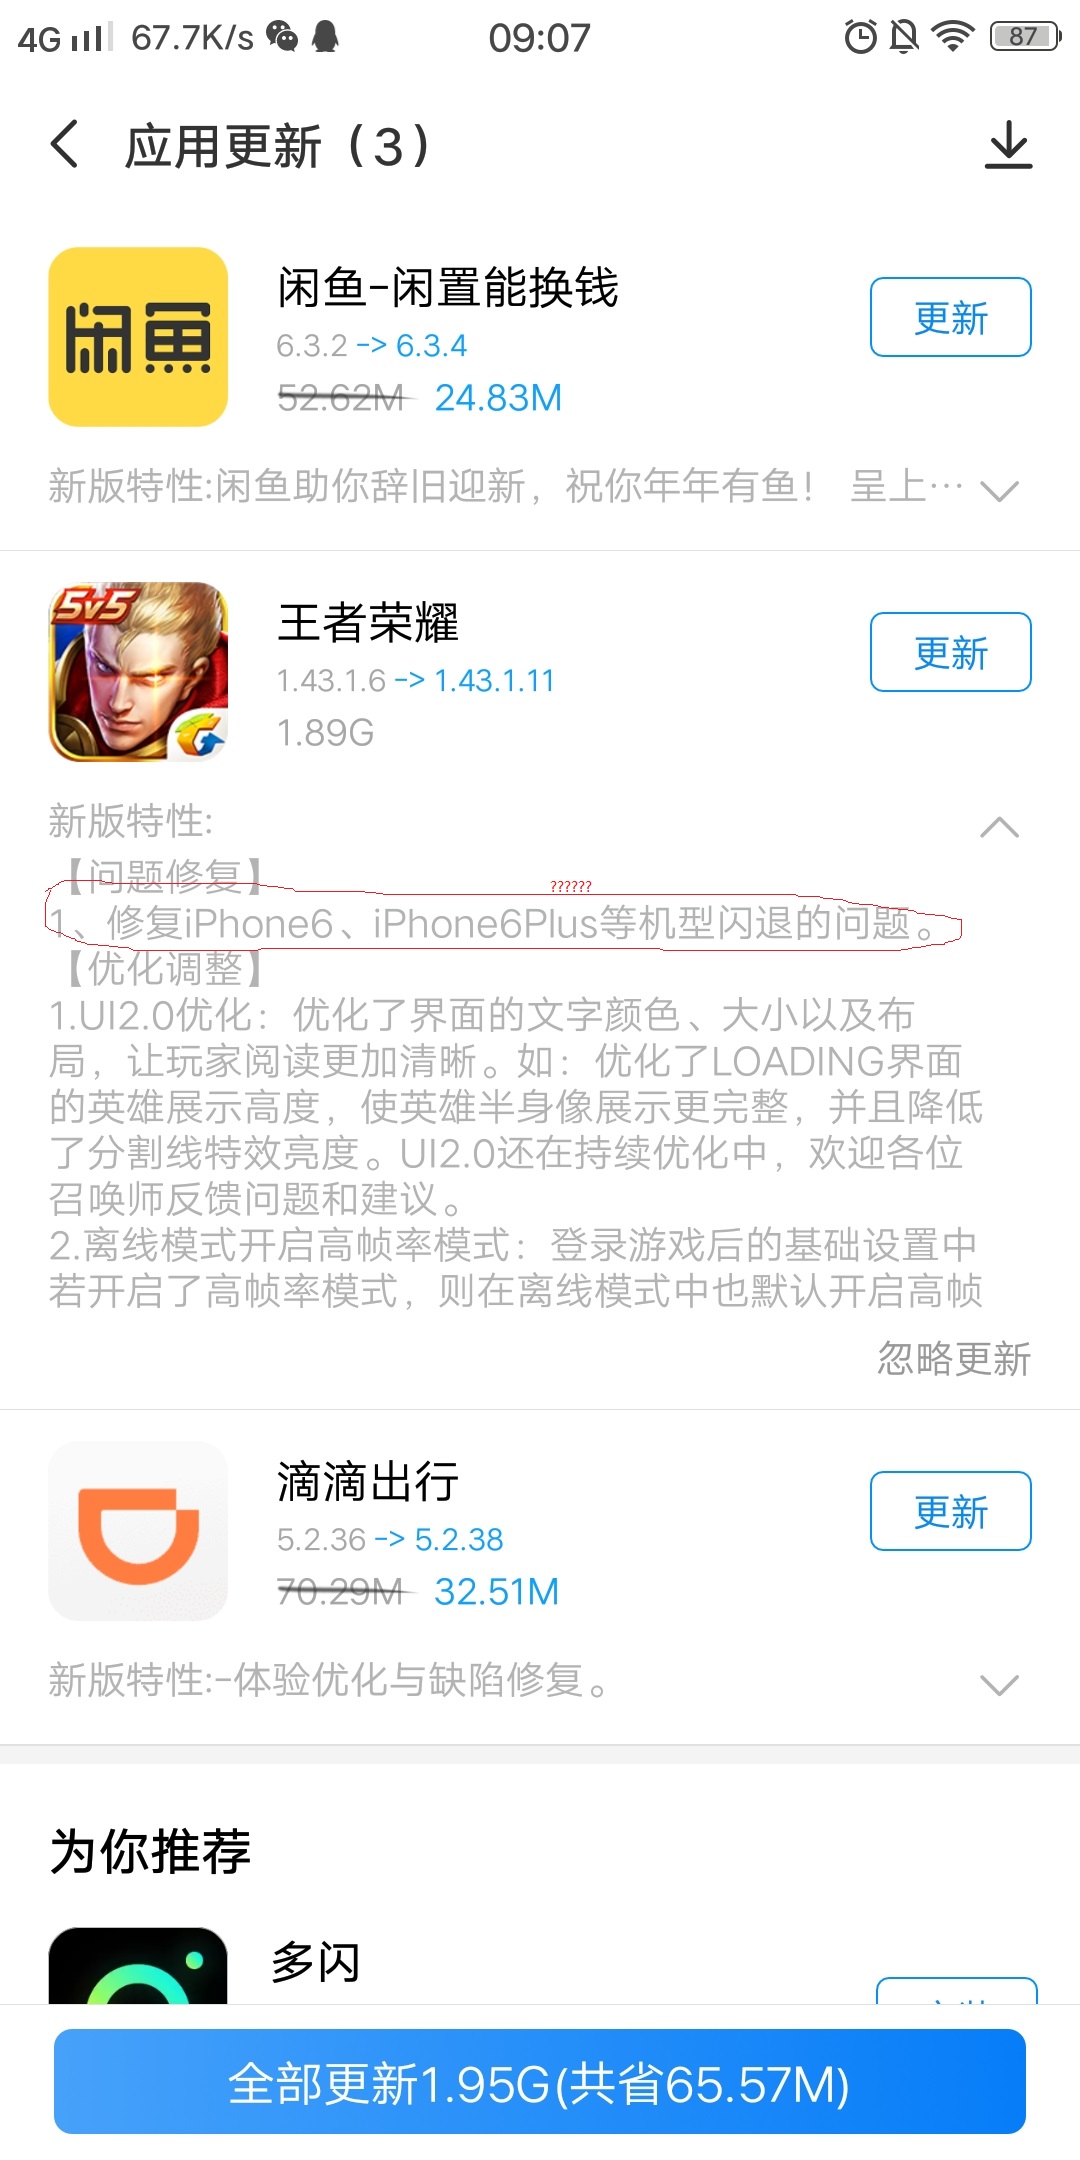 4G 67.7K/s 09:07 87
应用更新（3）
闲鱼
闲鱼-闲置能换钱
6.3.2 -> 6.3.4
52.62M 24.83M
更新
新版特性:闲鱼助你辞旧迎新，祝你年年有鱼！ 呈上…
5v5
王者荣耀
1.43.1.6 -> 1.43.1.11
1.89G
更新
新版特性:
【问题修复】
??????
1、修复iPhone6、iPhone6Plus等机型闪退的问题。
【优化调整】
1.UI2.0优化：优化了界面的文字颜色、大小以及布
局，让玩家阅读更加清晰。如：优化了LOADING界面
的英雄展示高度，使英雄半身像展示更完整，并且降低
了分割线特效亮度。UI2.0还在持续优化中，欢迎各位
召唤师反馈问题和建议。
2.离线模式开启高帧率模式：登录游戏后的基础设置中
若开启了高帧率模式，则在离线模式中也默认开启高帧
忽略更新
滴滴出行
5.2.36 -> 5.2.38
70.29M 32.51M
更新
新版特性:-体验优化与缺陷修复。
为你推荐
多闪
全部更新1.95G(共省65.57M)